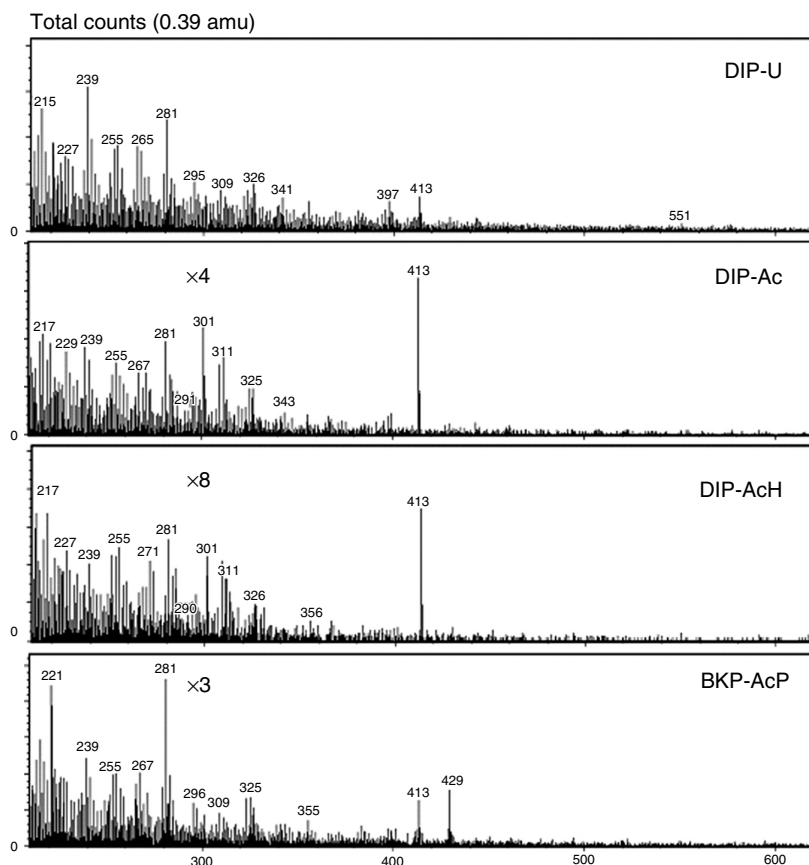 Total counts (0.39 amu)
DIP-U
215 227 239 255 265 281 295 309 326 341 397 413 551
0
×4
DIP-Ac
217 229 239 255 267 281 291 301 311 325 343 413
0
×8
DIP-AcH
217 227 239 255 271 281 290 301 311 326 356 413
0
×3
BKP-AcP
221 239 255 267 281 296 309 325 355 413 429
0
300 400 500 600